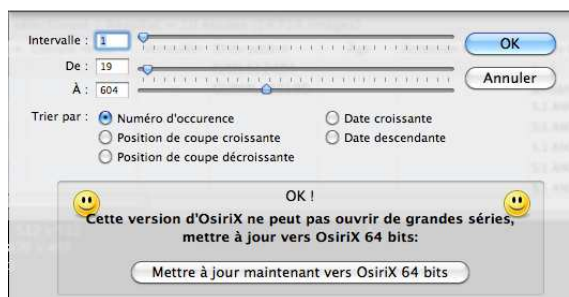 Intervalle : 1
OK
De : 19
Annuler
À : 604
Trier par : Numéro d'occurence
Date croissante
Position de coupe croissante
Date descendante
Position de coupe décroissante
OK !
Cette version d'OsiriX ne peut pas ouvrir de grandes séries,
mettre à jour vers OsiriX 64 bits:
Mettre à jour maintenant vers OsiriX 64 bits